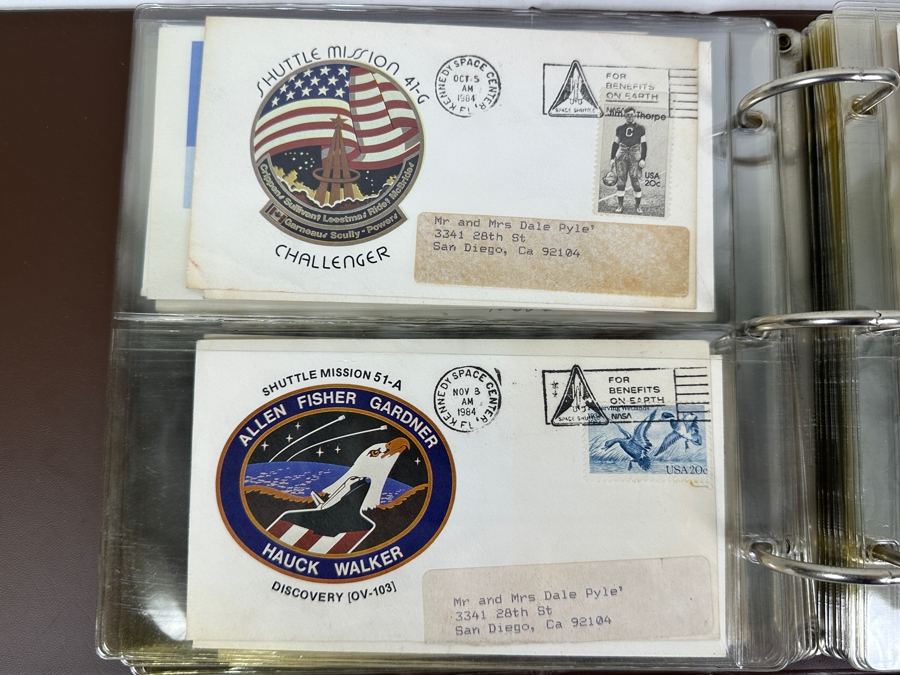 SHUTTLE MISSION 41-G
Crippen Sullivan Leestma Ride McBride
Garneau Scully-Power
CHALLENGER
KENNEDY SPACE CENTER, FL
OCT 5
AM
1984
SPACE SHUTTLE
FOR
BENEFITS
ON EARTH
NASA
Jim Thorpe
C
USA
20c
Mr and Mrs Dale Pyle'
3341 28th St
San Diego, Ca 92104
SHUTTLE MISSION 51-A
ALLEN FISHER GARDNER
HAUCK WALKER
DISCOVERY [OV-103]
KENNEDY SPACE CENTER, FL
NOV 8
AM
1984
SPACE SHUTTLE
FOR
BENEFITS
ON EARTH
NASA
Preserving Wetlands
USA 20c
Mr and Mrs Dale Pyle'
3341 28th St
San Diego, Ca 92104